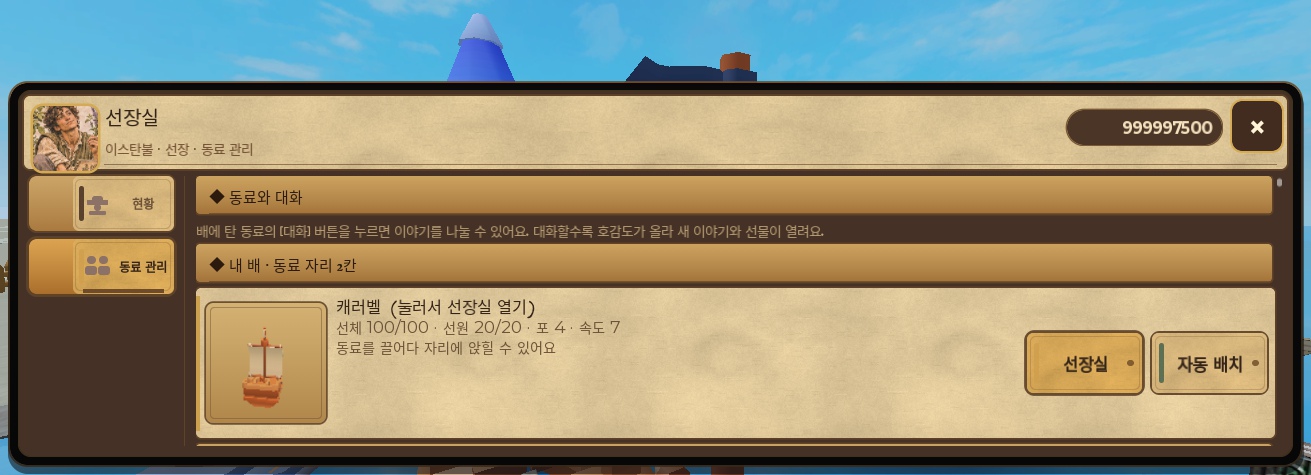 선장실
이스탄불 · 선장 · 동료 관리
999997500
×
현황
동료 관리
◆ 동료와 대화
배에 탄 동료의 [대화] 버튼을 누르면 이야기를 나눌 수 있어요. 대화할수록 호감도가 올라 새 이야기와 선물이 열려요.
◆ 내 배 · 동료 자리 2칸
캐러벨 (눌러서 선장실 열기)
선체 100/100 · 선원 20/20 · 포 4 · 속도 7
동료를 끌어다 자리에 앉힐 수 있어요
선장실
자동 배치